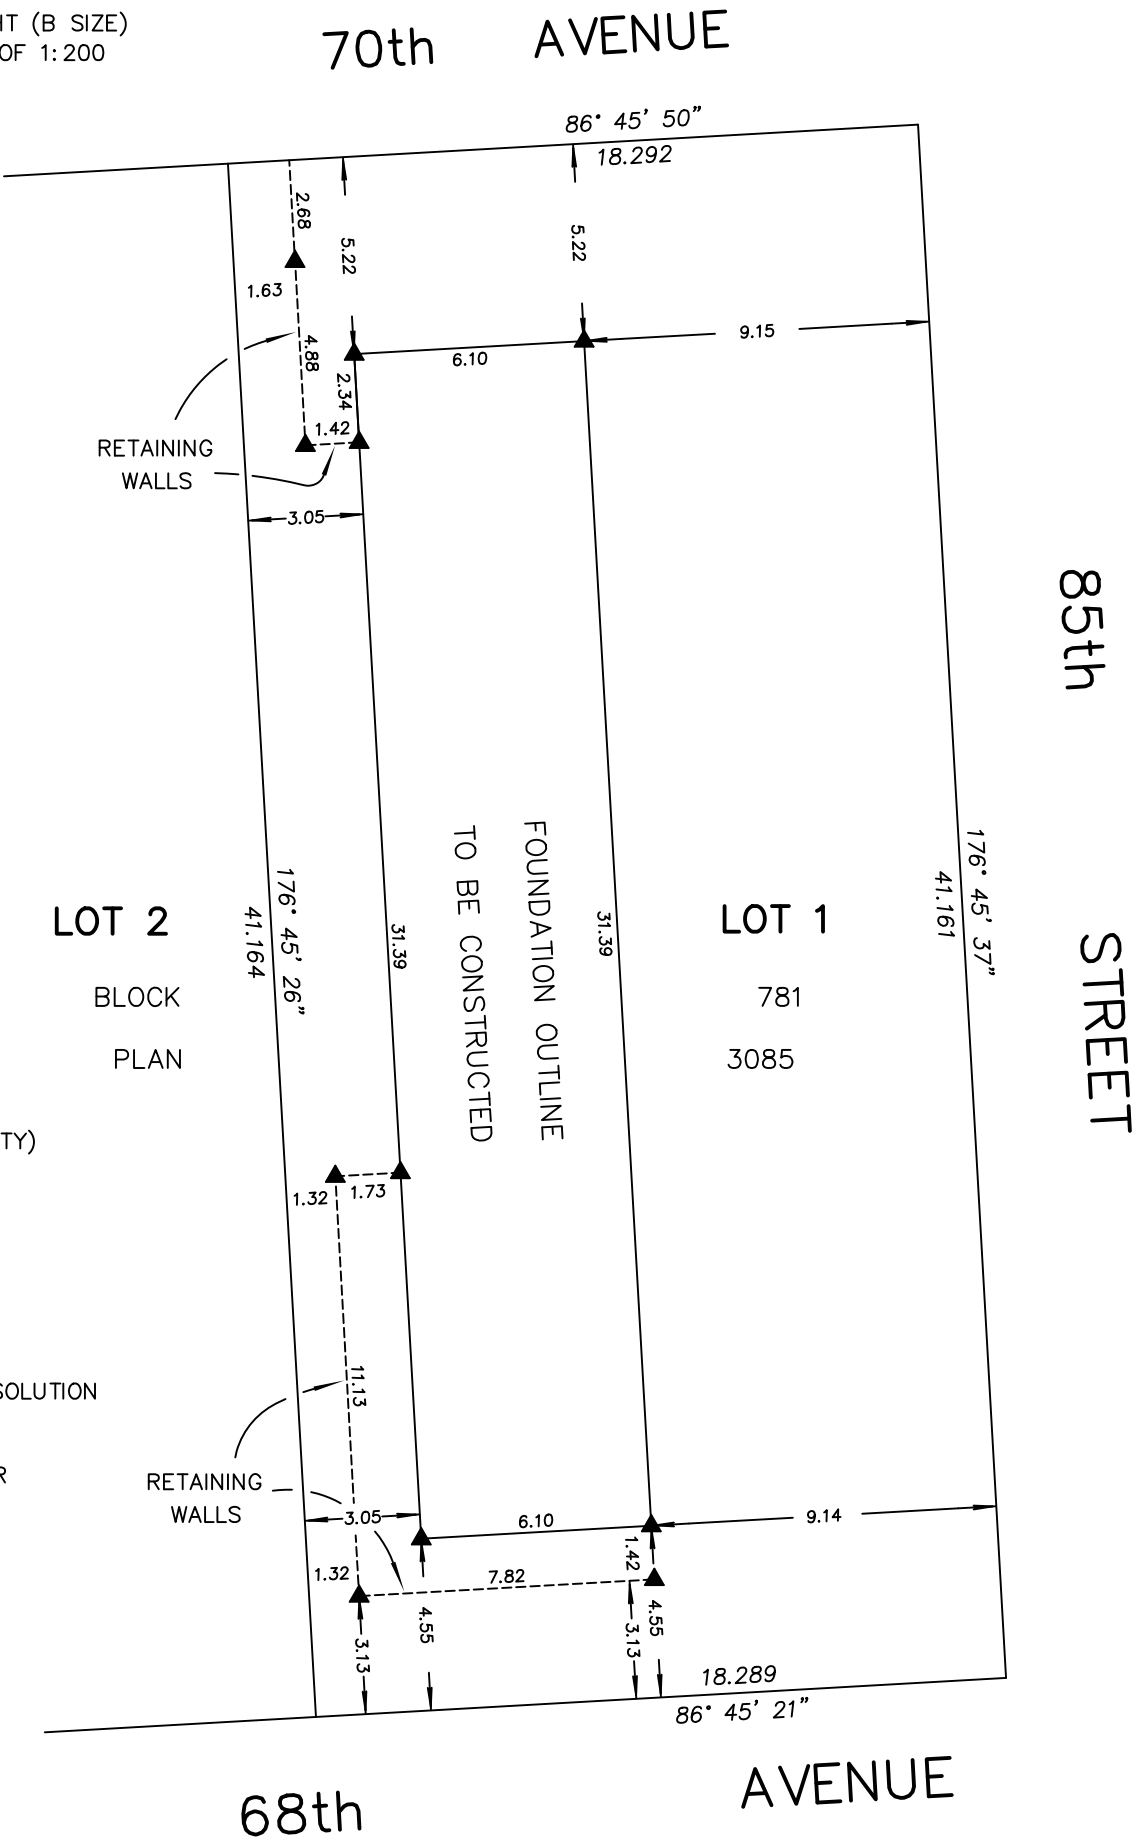 HT (B SIZE)
OF 1:200
70th AVENUE
86° 45' 50"
18.292
2.68
5.22
5.22
1.63
9.15
4.88
6.10
2.34
1.42
RETAINING
WALLS
3.05
85th STREET
FOUNDATION OUTLINE
TO BE CONSTRUCTED
176° 45' 37"
41.161
176° 45' 26"
41.164
31.39
31.39
LOT 2
LOT 1
BLOCK
781
PLAN
3085
TY)
1.32
1.73
11.13
SOLUTION
R
RETAINING
WALLS
3.05
6.10
9.14
1.42
1.32
7.82
4.55
4.55
3.13
3.13
18.289
86° 45' 21"
68th AVENUE